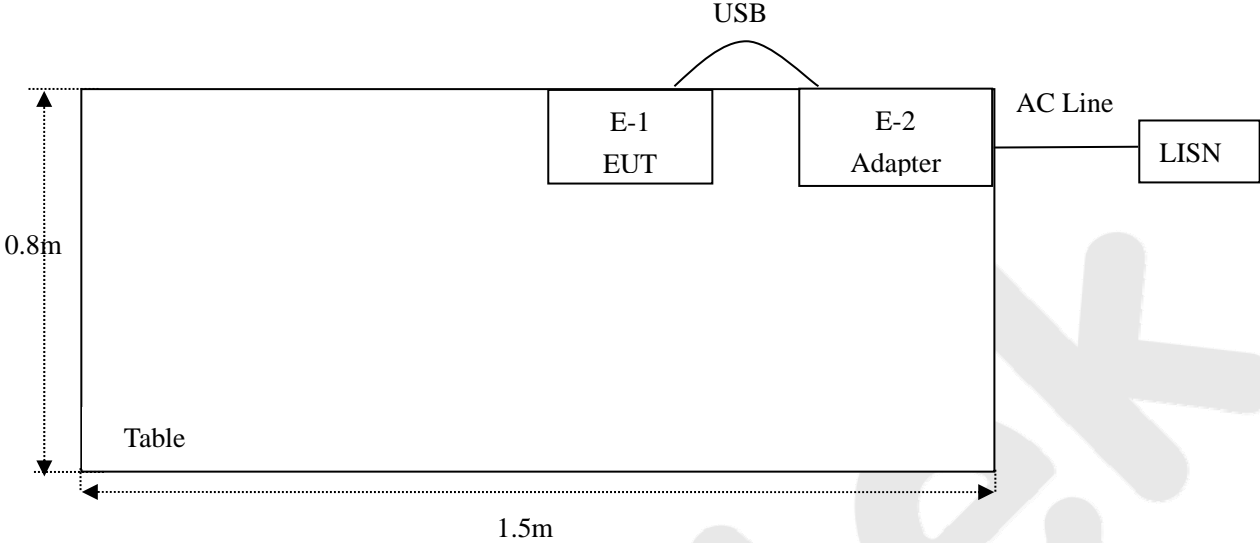 USB
E-1
EUT
E-2
Adapter
AC Line
LISN
0.8m
Table
1.5m